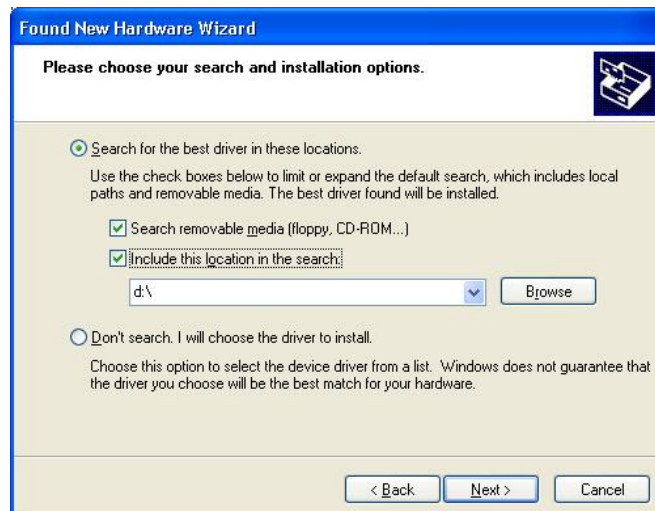 Found New Hardware Wizard
Please choose your search and installation options.
Search for the best driver in these locations.
Use the check boxes below to limit or expand the default search, which includes local
paths and removable media. The best driver found will be installed.
Search removable media (floppy, CD-ROM...)
Include this location in the search:
d:\
Browse
Don't search. I will choose the driver to install.
Choose this option to select the device driver from a list. Windows does not guarantee that
the driver you choose will be the best match for your hardware.
< Back
Next >
Cancel